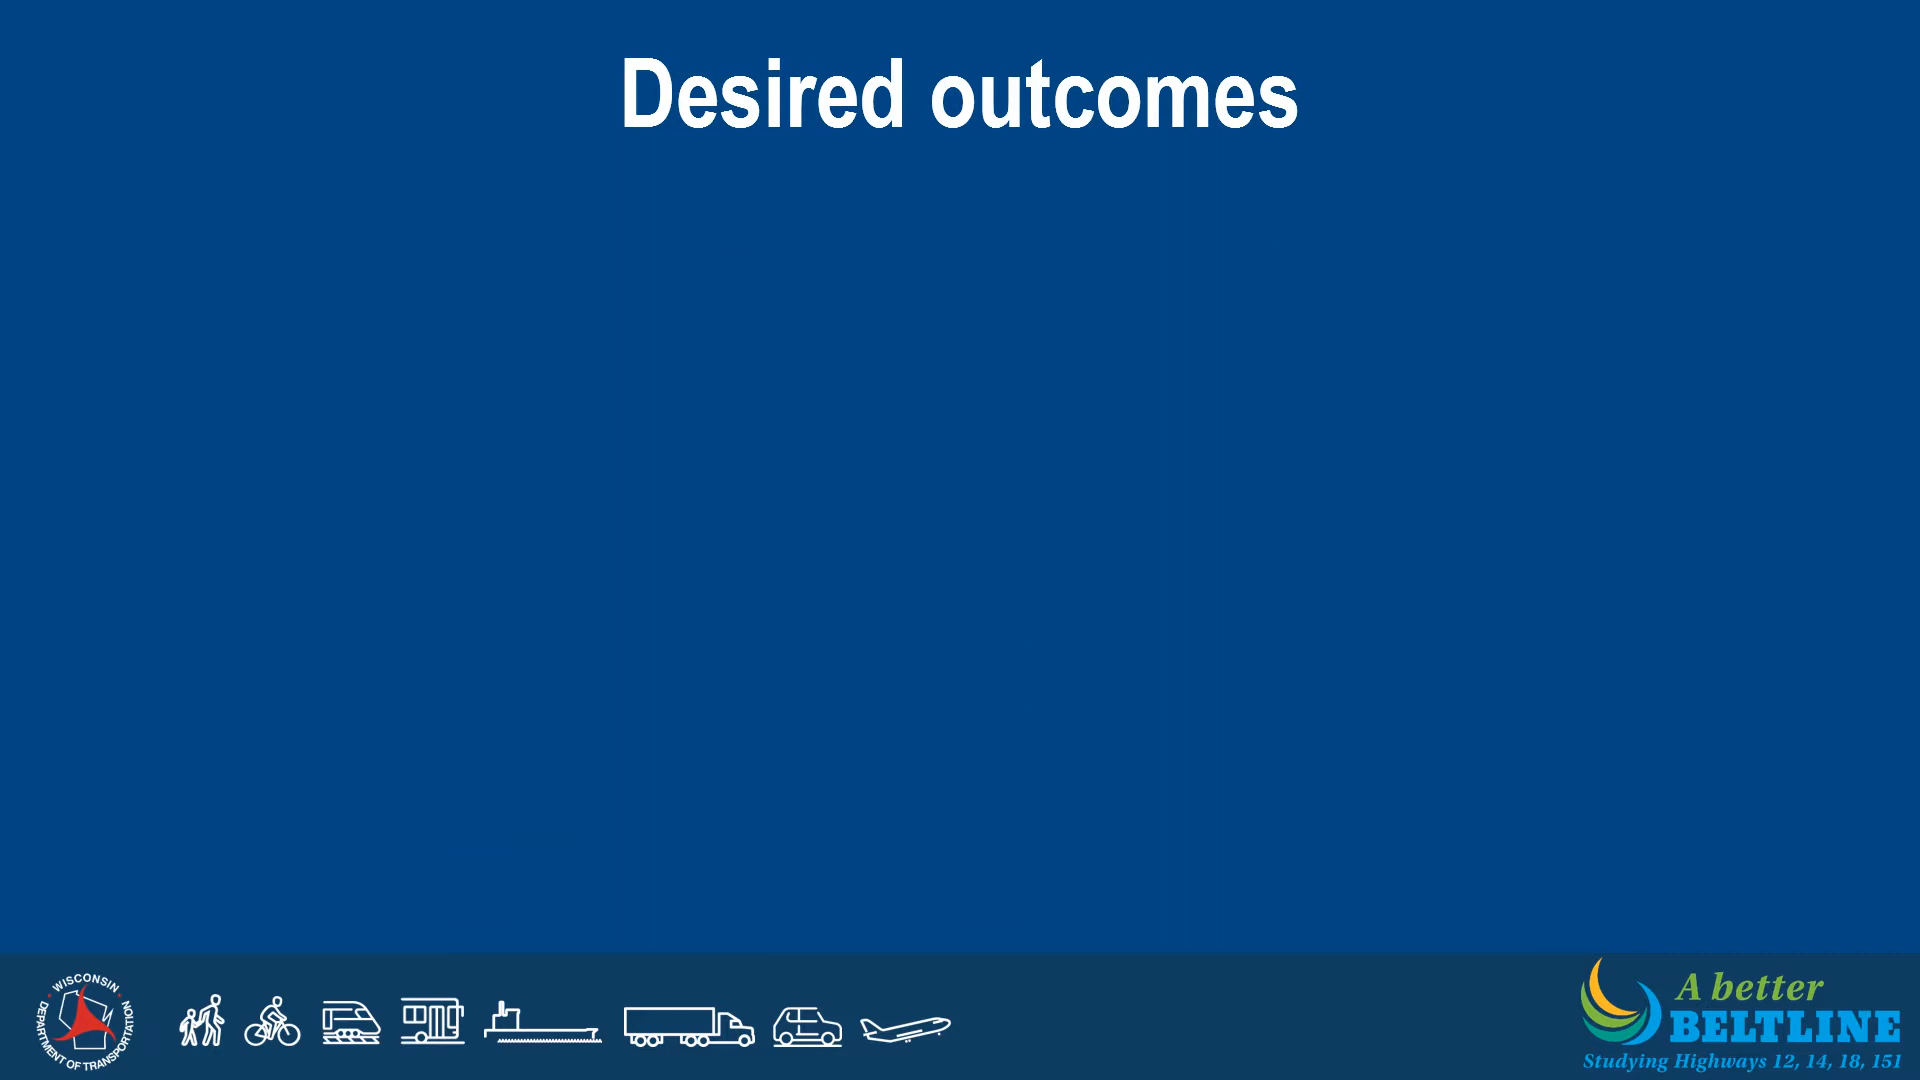 Desired outcomes
WISCONSIN
DEPARTMENT OF TRANSPORTATION
A better
BELTLINE
Studying Highways 12, 14, 18, 151